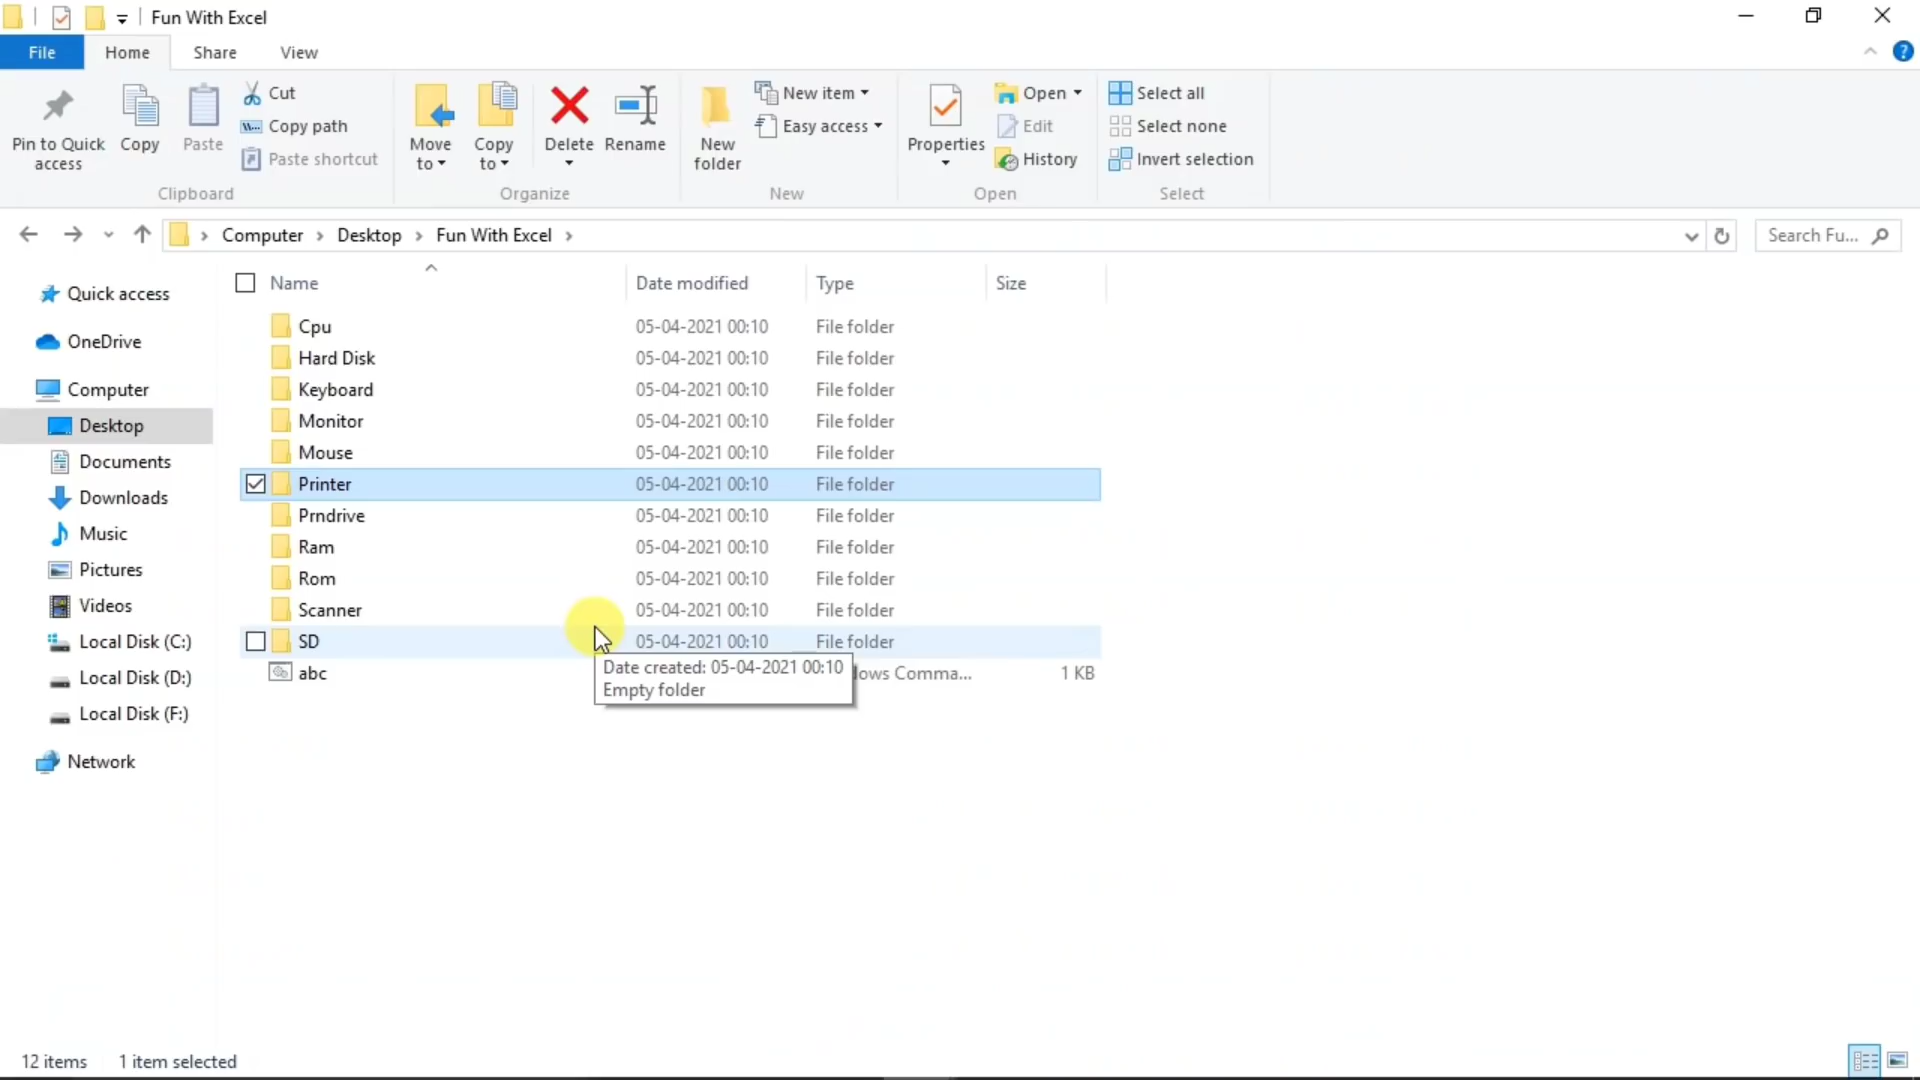 Fun With Excel
File Home Share View
Pin to Quick access
Copy
Paste
Cut
Copy path
Paste shortcut
Clipboard
Move to
Copy to
Delete
Rename
Organize
New folder
New item
Easy access
New
Properties
Open
Edit
History
Open
Select all
Select none
Invert selection
Select
Computer Desktop Fun With Excel
Search Fu...
Quick access
OneDrive
Computer
Desktop
Documents
Downloads
Music
Pictures
Videos
Local Disk (C:)
Local Disk (D:)
Local Disk (F:)
Network
Name Date modified Type Size
Cpu 05-04-2021 00:10 File folder
Hard Disk 05-04-2021 00:10 File folder
Keyboard 05-04-2021 00:10 File folder
Monitor 05-04-2021 00:10 File folder
Mouse 05-04-2021 00:10 File folder
Printer 05-04-2021 00:10 File folder
Prndrive 05-04-2021 00:10 File folder
Ram 05-04-2021 00:10 File folder
Rom 05-04-2021 00:10 File folder
Scanner 05-04-2021 00:10 File folder
SD 05-04-2021 00:10 File folder
abc Comma... 1 KB
Date created: 05-04-2021 00:10
Empty folder
12 items 1 item selected